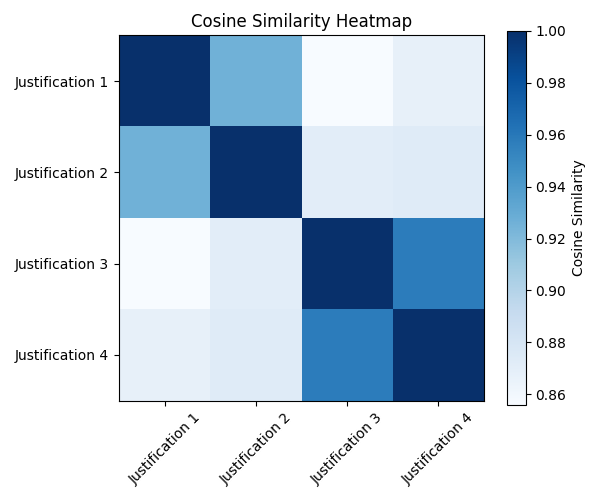 Cosine Similarity Heatmap
Justification 1
Justification 2
Justification 3
Justification 4
Justification 1
Justification 2
Justification 3
Justification 4
1.00
0.98
0.96
0.94
0.92
0.90
0.88
0.86
Cosine Similarity